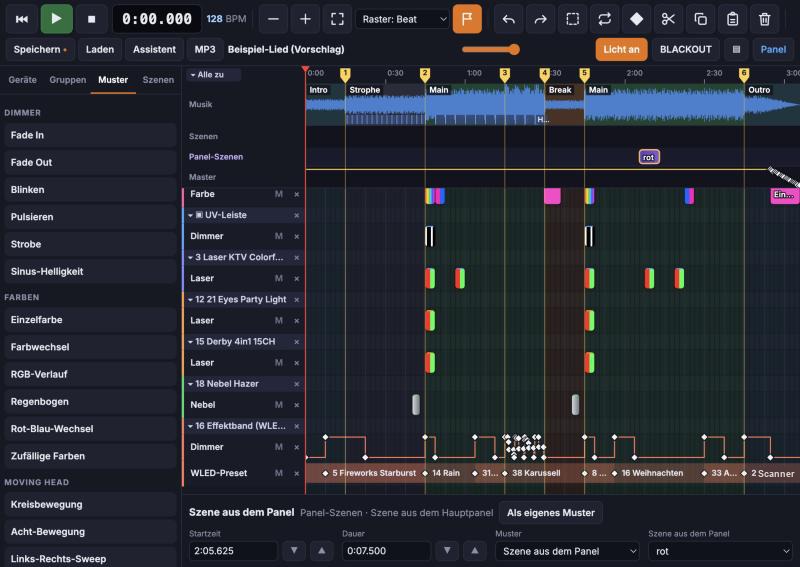 0:00.000 128 BPM Raster: Beat
Speichern Laden Assistent MP3 Beispiel-Lied (Vorschlag) Licht an BLACKOUT Panel
Geräte Gruppen Muster Szenen
DIMMER
Fade In
Fade Out
Blinken
Pulsieren
Strobe
Sinus-Helligkeit
FARBEN
Einzelfarbe
Farbwechsel
RGB-Verlauf
Regenbogen
Rot-Blau-Wechsel
Zufällige Farben
MOVING HEAD
Kreisbewegung
Acht-Bewegung
Links-Rechts-Sweep
Alle zu 0:00 1 0:30 2 1:00 3 4 :30 5 2:00 2:30 6 3:00
Intro Strophe Main Break Main Outro
Musik
H...
Szenen
Panel-Szenen rot
Master
Farbe M × Ein...
UV-Leiste ×
Dimmer M ×
3 Laser KTV Colorf... ×
Laser M ×
12 21 Eyes Party Light ×
Laser M ×
15 Derby 4in1 15CH ×
Laser M ×
18 Nebel Hazer ×
Nebel M ×
16 Effektband (WLE... ×
Dimmer M ×
WLED-Preset M × 5 Fireworks Starburst 14 Rain 31... 38 Karussell 8 ... 16 Weihnachten 33 A... 2 Scanner
Szene aus dem Panel Panel-Szenen · Szene aus dem Hauptpanel Als eigenes Muster
Startzeit Dauer Muster Szene aus dem Panel
2:05.625 0:07.500 Szene aus dem Panel rot